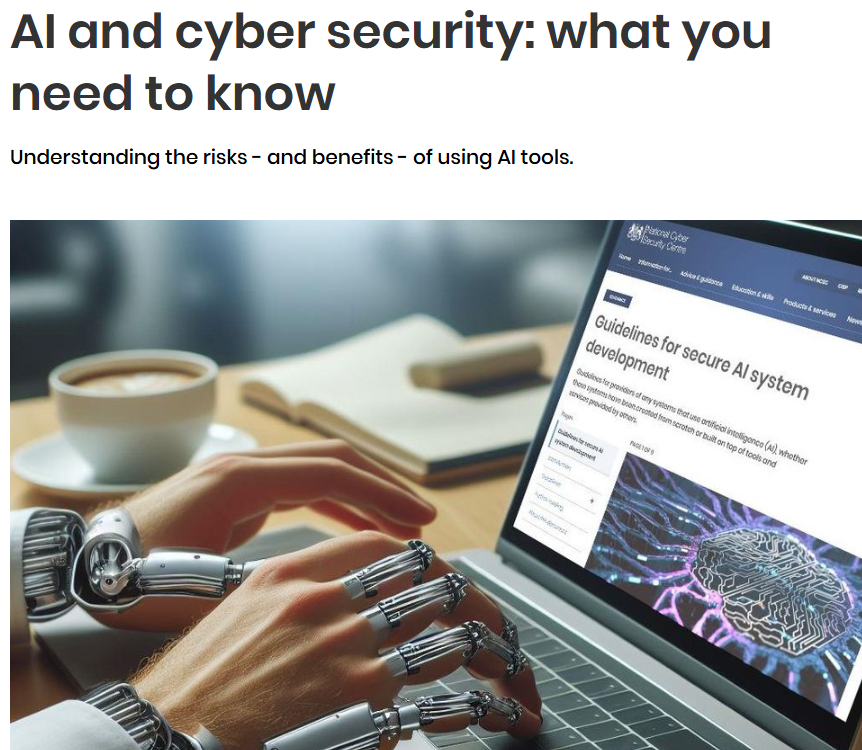 AI and cyber security: what you
need to know
Understanding the risks - and benefits - of using AI tools.
National Cyber
Security Centre
Home Information for... Advice & guidance Education & skills Products & services News
ABOUT NCSC CISP
GUIDANCE
Guidelines for secure AI system
development
Guidelines for providers of any systems that use artificial intelligence (AI), whether
those systems have been created from scratch or built on top of tools and
services provided by others.
Pages
PAGE 1 OF 6
Guidelines for secure AI
system development